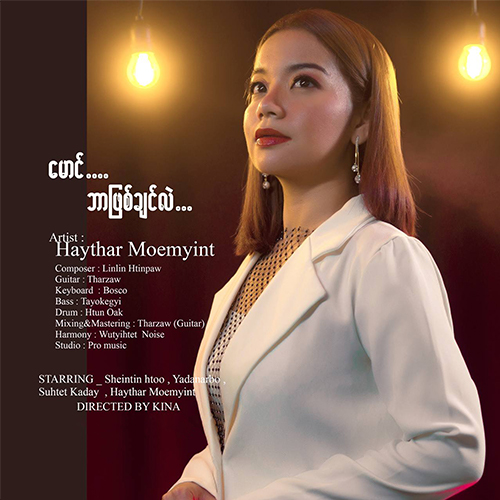 မောင်....
ဘာဖြစ်ချင်လဲ...
Artist :
Haythar Moemyint
Composer : Linlin Htinpaw
Guitar : Tharzaw
Keyboard : Bosco
Bass : Tayokegyi
Drum : Htun Oak
Mixing&Mastering : Tharzaw (Guitar)
Harmony : Wutyihtet Noise
Studio : Pro music
STARRING _ Sheintin htoo , Yadanaroo ,
Suhtet Kaday , Haythar Moemyint
DIRECTED BY KINA